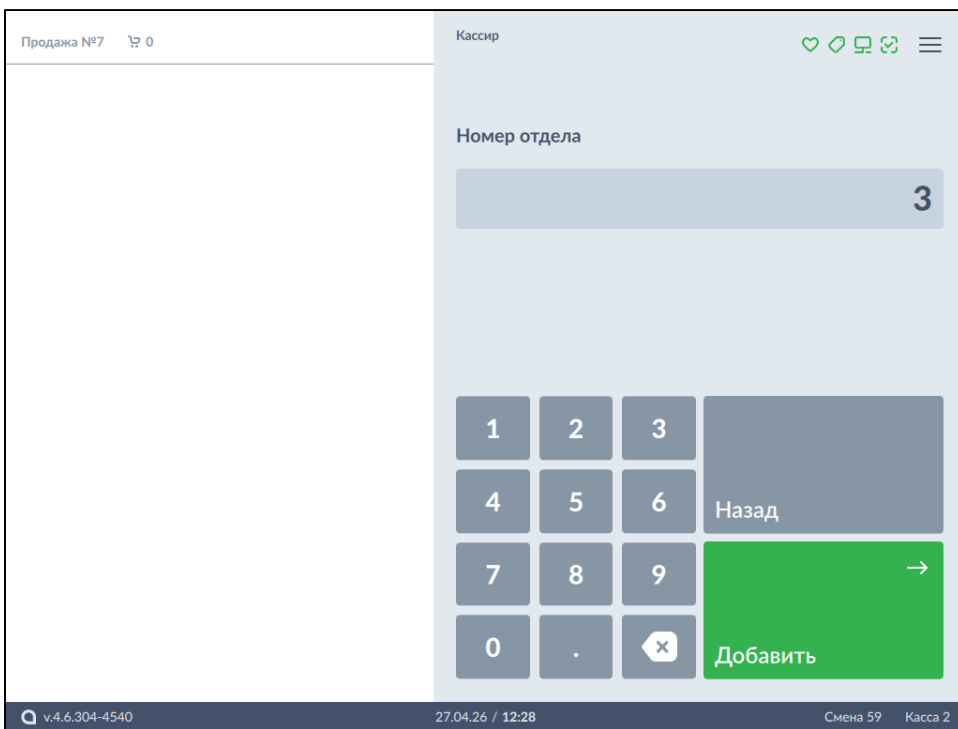 Продажа №7 0
Кассир
Номер отдела
3
1 2 3
4 5 6
Назад
7 8 9
0 .
Добавить
v.4.6.304-4540 27.04.26 / 12:28 Смена 59 Касса 2